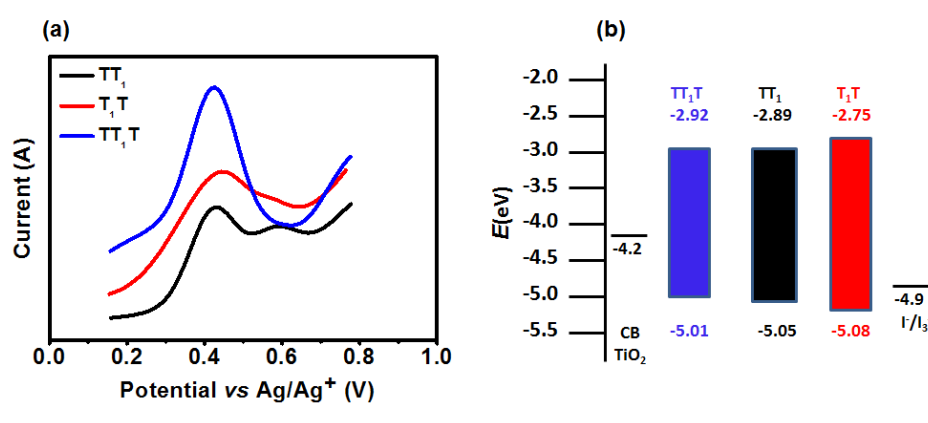 (a)
TT₁
T₁T
TT₁T
Current (A)
0.0 0.2 0.4 0.6 0.8 1.0
Potential vs Ag/Ag⁺ (V)
(b)
E(eV)
-2.0
-2.5
-3.0
-3.5
-4.0
-4.5
-5.0
-5.5
-4.2
CB
TiO₂
TT₁T
-2.92
-5.01
TT₁
-2.89
-5.05
T₁T
-2.75
-5.08
-4.9
I⁻/I₃